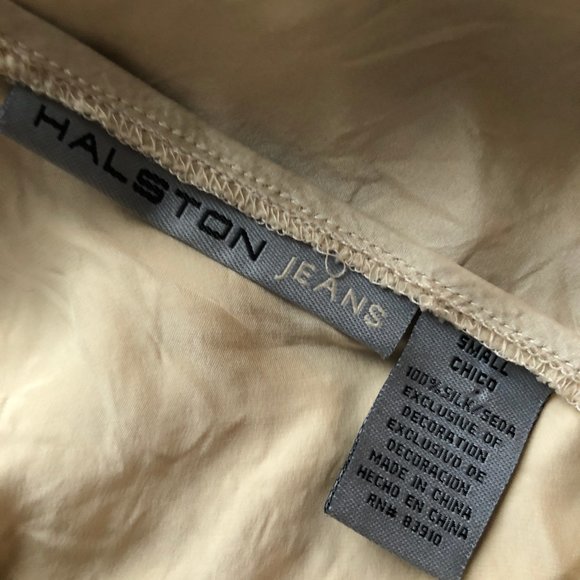 HALSTON JEANS
SMALL
CHICO
100% SILK/SEDA
EXCLUSIVE OF
DECORATION
EXCLUSIVO DE
DECORACION
MADE IN CHINA
HECHO EN CHINA
RN# 83910